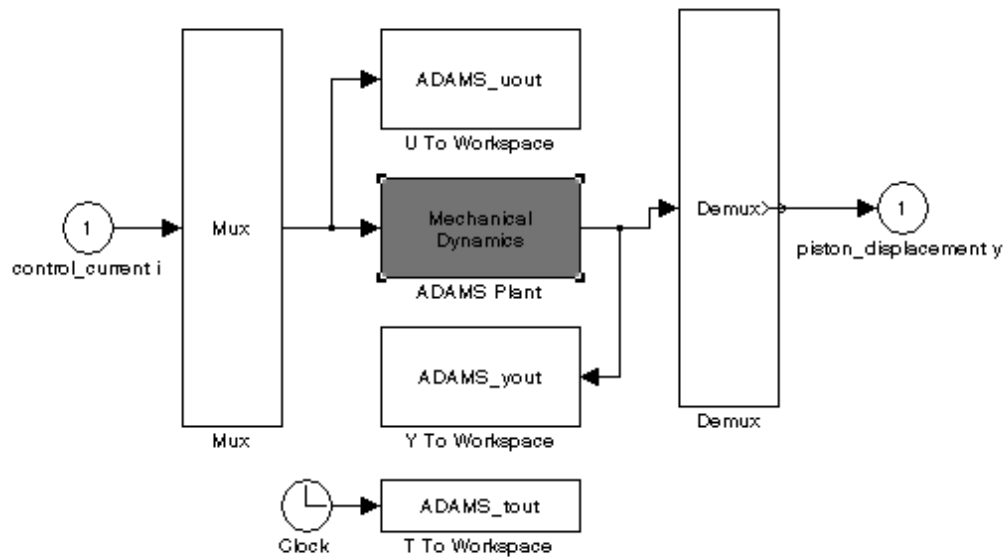 ADAMS_uout
U To Workspace
1
control_current i
Mux
Mechanical
Dynamics
ADAMS Plant
Demux
1
piston_displacement y
ADAMS_yout
Mux
Y To Workspace
Demux
ADAMS_tout
Clock
T To Workspace